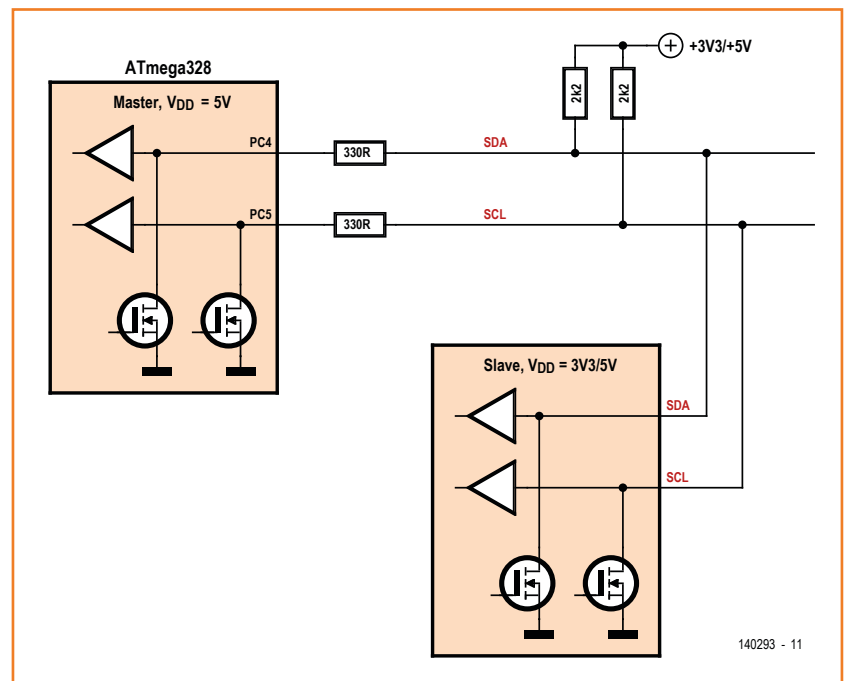 ATmega328
Master, VDD = 5V
PC4
PC5
330R
330R
SDA
SCL
2k2
2k2
+3V3/+5V
Slave, VDD = 3V3/5V
SDA
SCL
140293 - 11